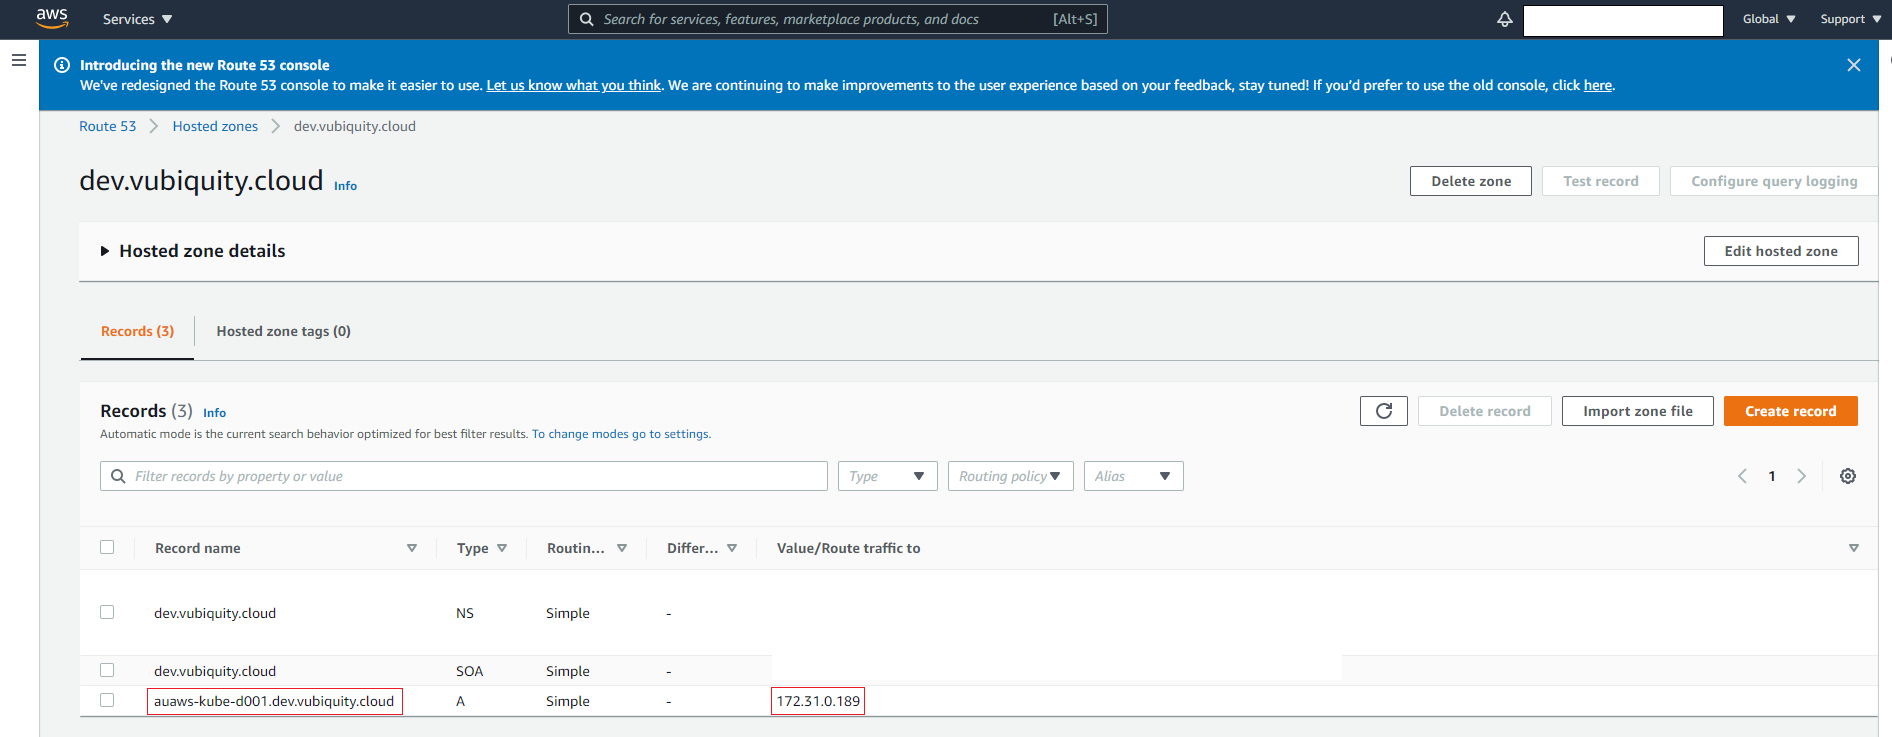 aws
Services
Search for services, features, marketplace products, and docs [Alt+S]
Global
Support
Introducing the new Route 53 console
We've redesigned the Route 53 console to make it easier to use. Let us know what you think. We are continuing to make improvements to the user experience based on your feedback, stay tuned! If you'd prefer to use the old console, click here.
Route 53 Hosted zones dev.vubiquity.cloud
dev.vubiquity.cloud Info
Delete zone Test record Configure query logging
Hosted zone details
Edit hosted zone
Records (3) Hosted zone tags (0)
Records (3) Info
Delete record Import zone file Create record
Automatic mode is the current search behavior optimized for best filter results. To change modes go to settings.
Filter records by property or value Type Routing policy Alias 1
Record name Type Routin... Differ... Value/Route traffic to
dev.vubiquity.cloud NS Simple -
dev.vubiquity.cloud SOA Simple -
auaws-kube-d001.dev.vubiquity.cloud A Simple - 172.31.0.189